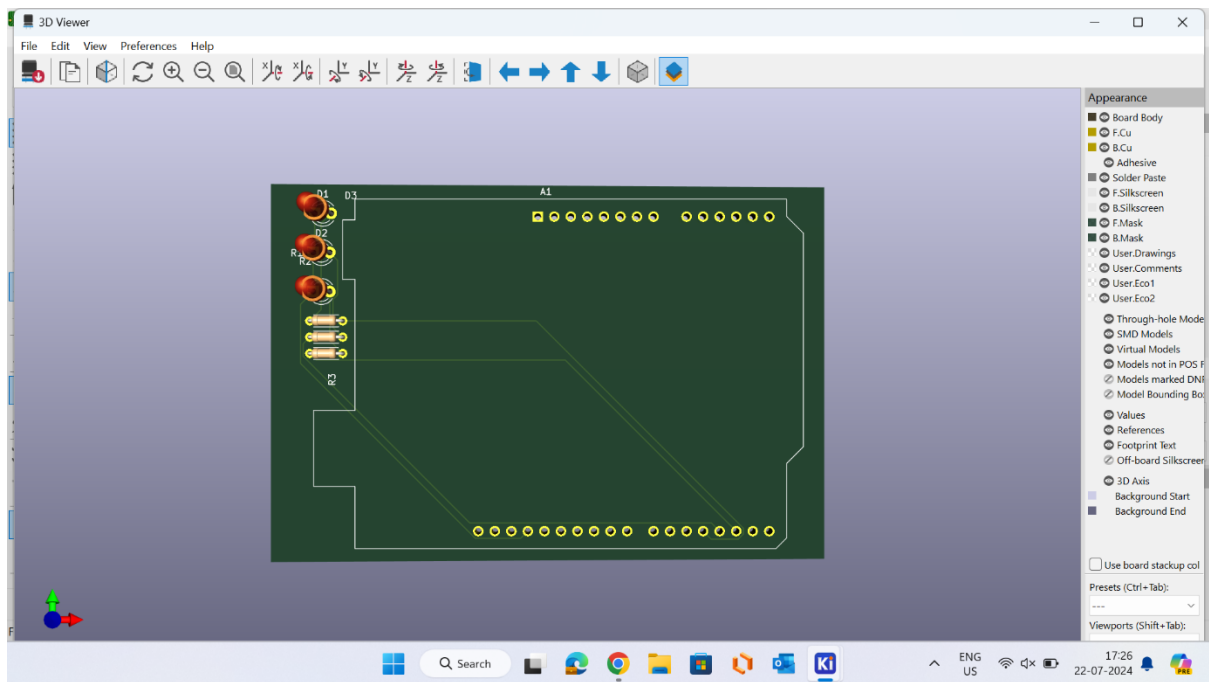 3D Viewer
File Edit View Preferences Help
Appearance
Board Body
F.Cu
B.Cu
Adhesive
Solder Paste
F.Silkscreen
B.Silkscreen
F.Mask
B.Mask
User.Drawings
User.Comments
User.Eco1
User.Eco2
Through-hole Mode
SMD Models
Virtual Models
Models not in POS F
Models marked DNF
Model Bounding Bo
Values
References
Footprint Text
Off-board Silkscreen
3D Axis
Background Start
Background End
Use board stackup col
Presets (Ctrl+Tab):
---
Viewports (Shift+Tab):
D1 D3 A1
D2
R2
R3
Search
Ki
ENG
US
17:26
22-07-2024
PRE